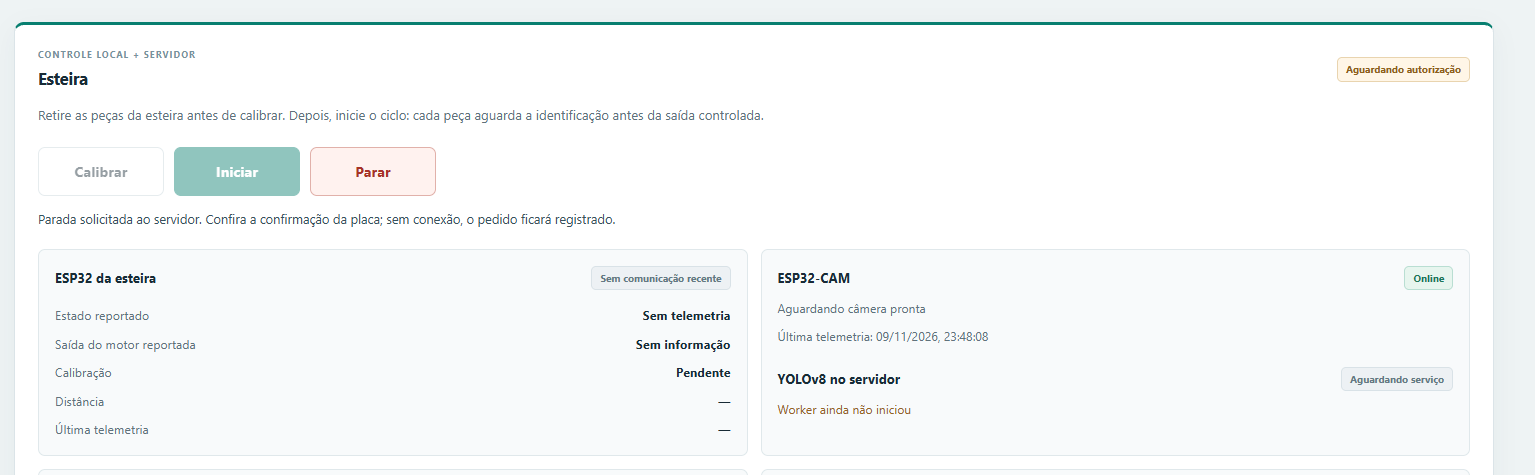 CONTROLE LOCAL + SERVIDOR
Esteira
Aguardando autorização
Retire as peças da esteira antes de calibrar. Depois, inicie o ciclo: cada peça aguarda a identificação antes da saída controlada.
Calibrar
Iniciar
Parar
Parada solicitada ao servidor. Confira a confirmação da placa; sem conexão, o pedido ficará registrado.
ESP32 da esteira
Sem comunicação recente
Estado reportado
Sem telemetria
Saída do motor reportada
Sem informação
Calibração
Pendente
Distância
—
Última telemetria
—
ESP32-CAM
Online
Aguardando câmera pronta
Última telemetria: 09/11/2026, 23:48:08
YOLOv8 no servidor
Aguardando serviço
Worker ainda não iniciou